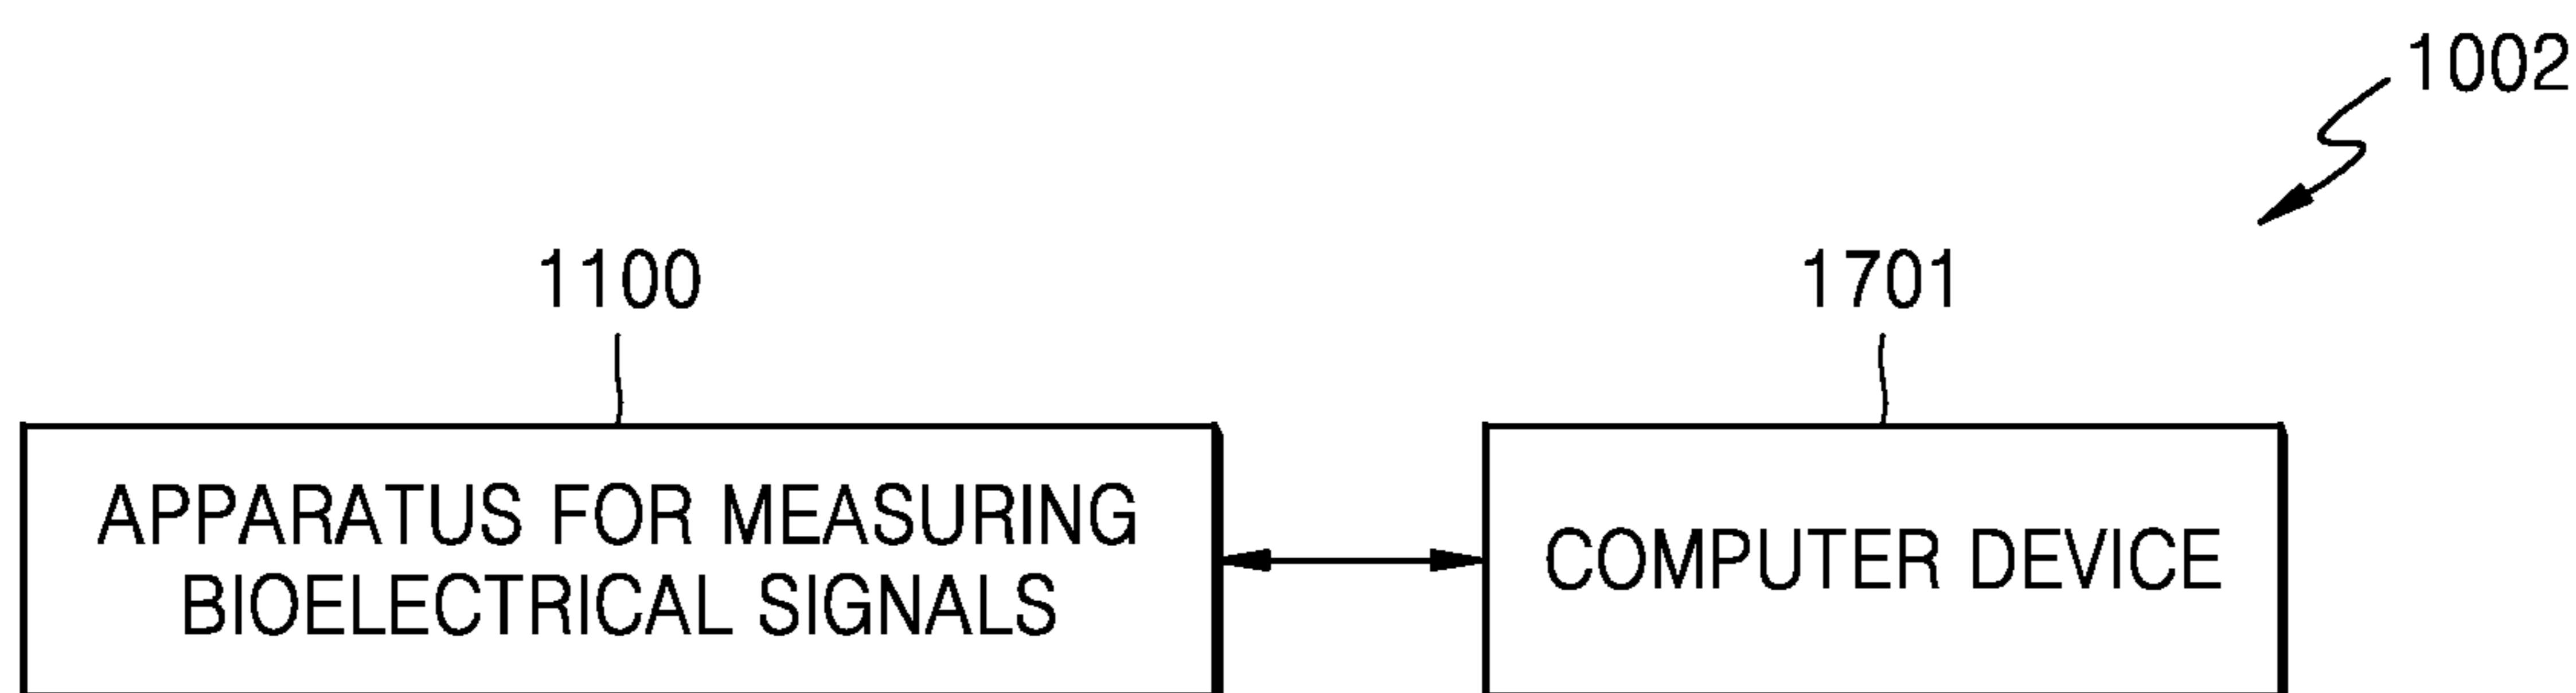 1002
1100
1701
APPARATUS FOR MEASURING
BIOELECTRICAL SIGNALS
COMPUTER DEVICE